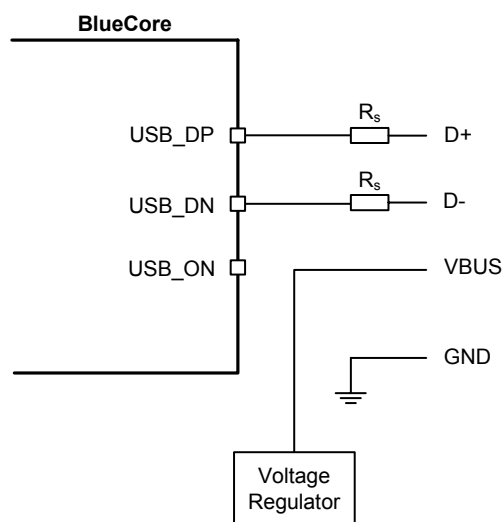 BlueCore
USB_DP
R_s
D+
USB_DN
R_s
D-
USB_ON
VBUS
GND
Voltage
Regulator